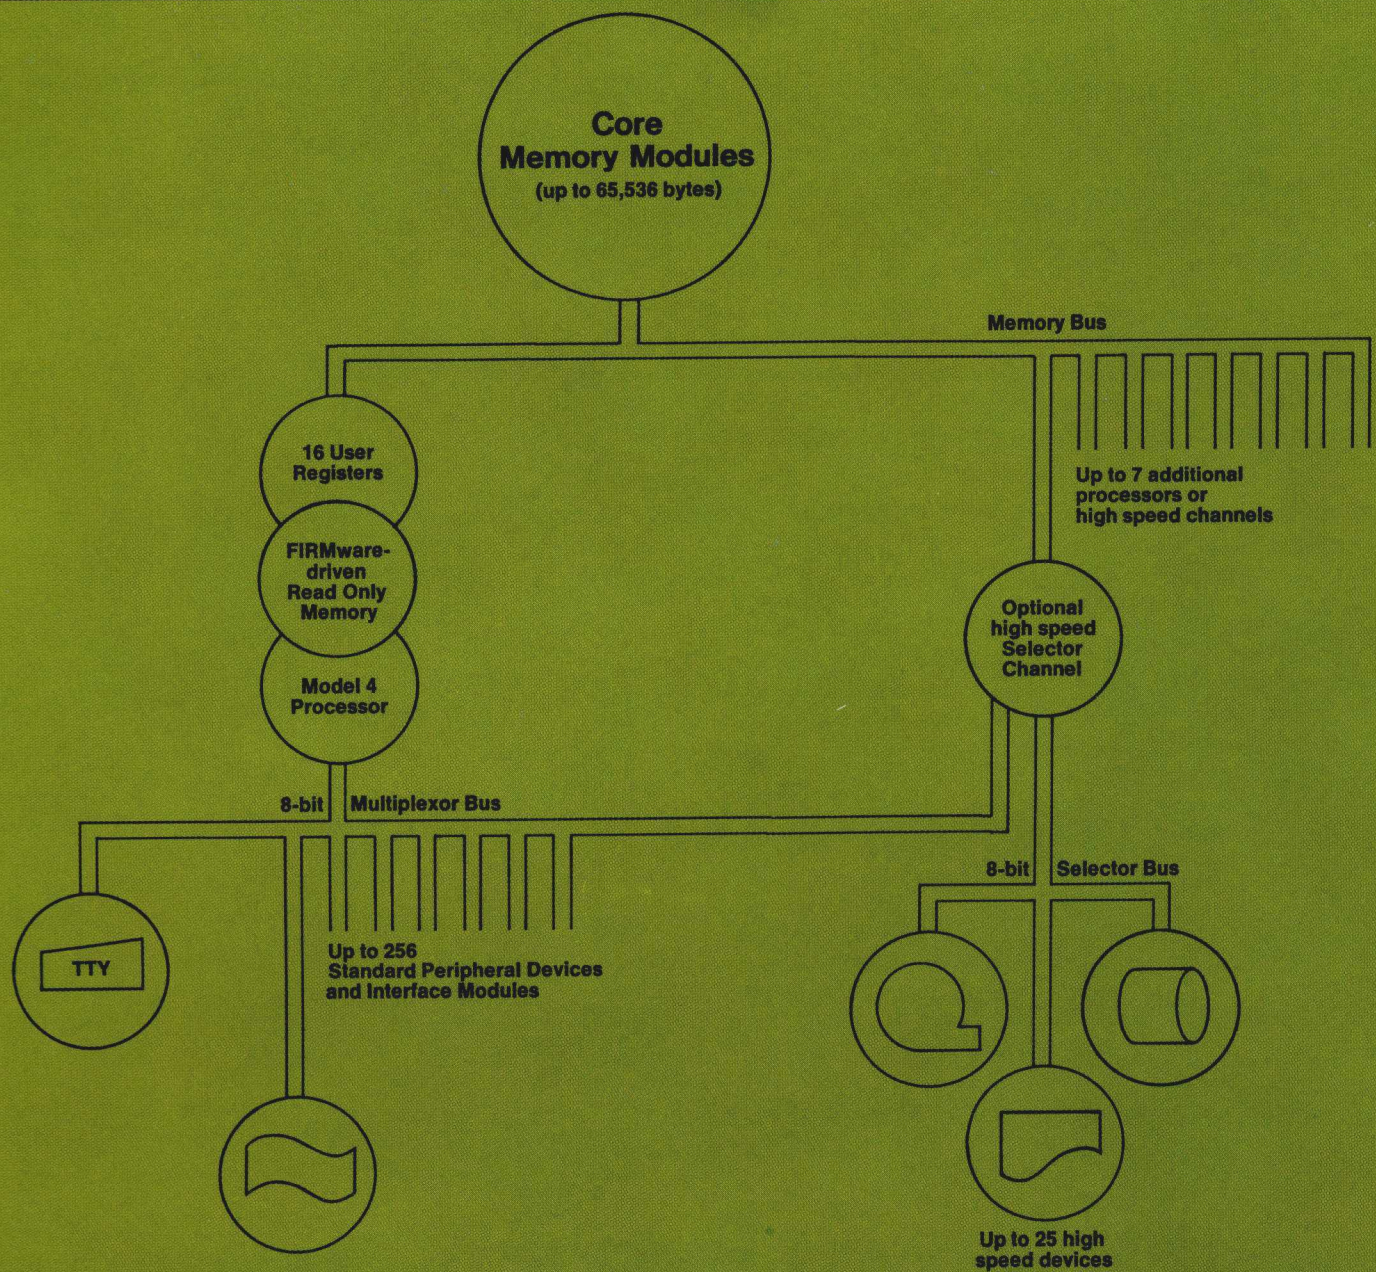 Core
Memory Modules
(up to 65,536 bytes)
Memory Bus
16 User
Registers
Up to 7 additional
processors or
high speed channels
FIRMware-
driven
Read Only
Memory
Optional
high speed
Selector
Channel
Model 4
Processor
8-bit Multiplexor Bus
8-bit Selector Bus
TTY
Up to 256
Standard Peripheral Devices
and Interface Modules
Up to 25 high
speed devices